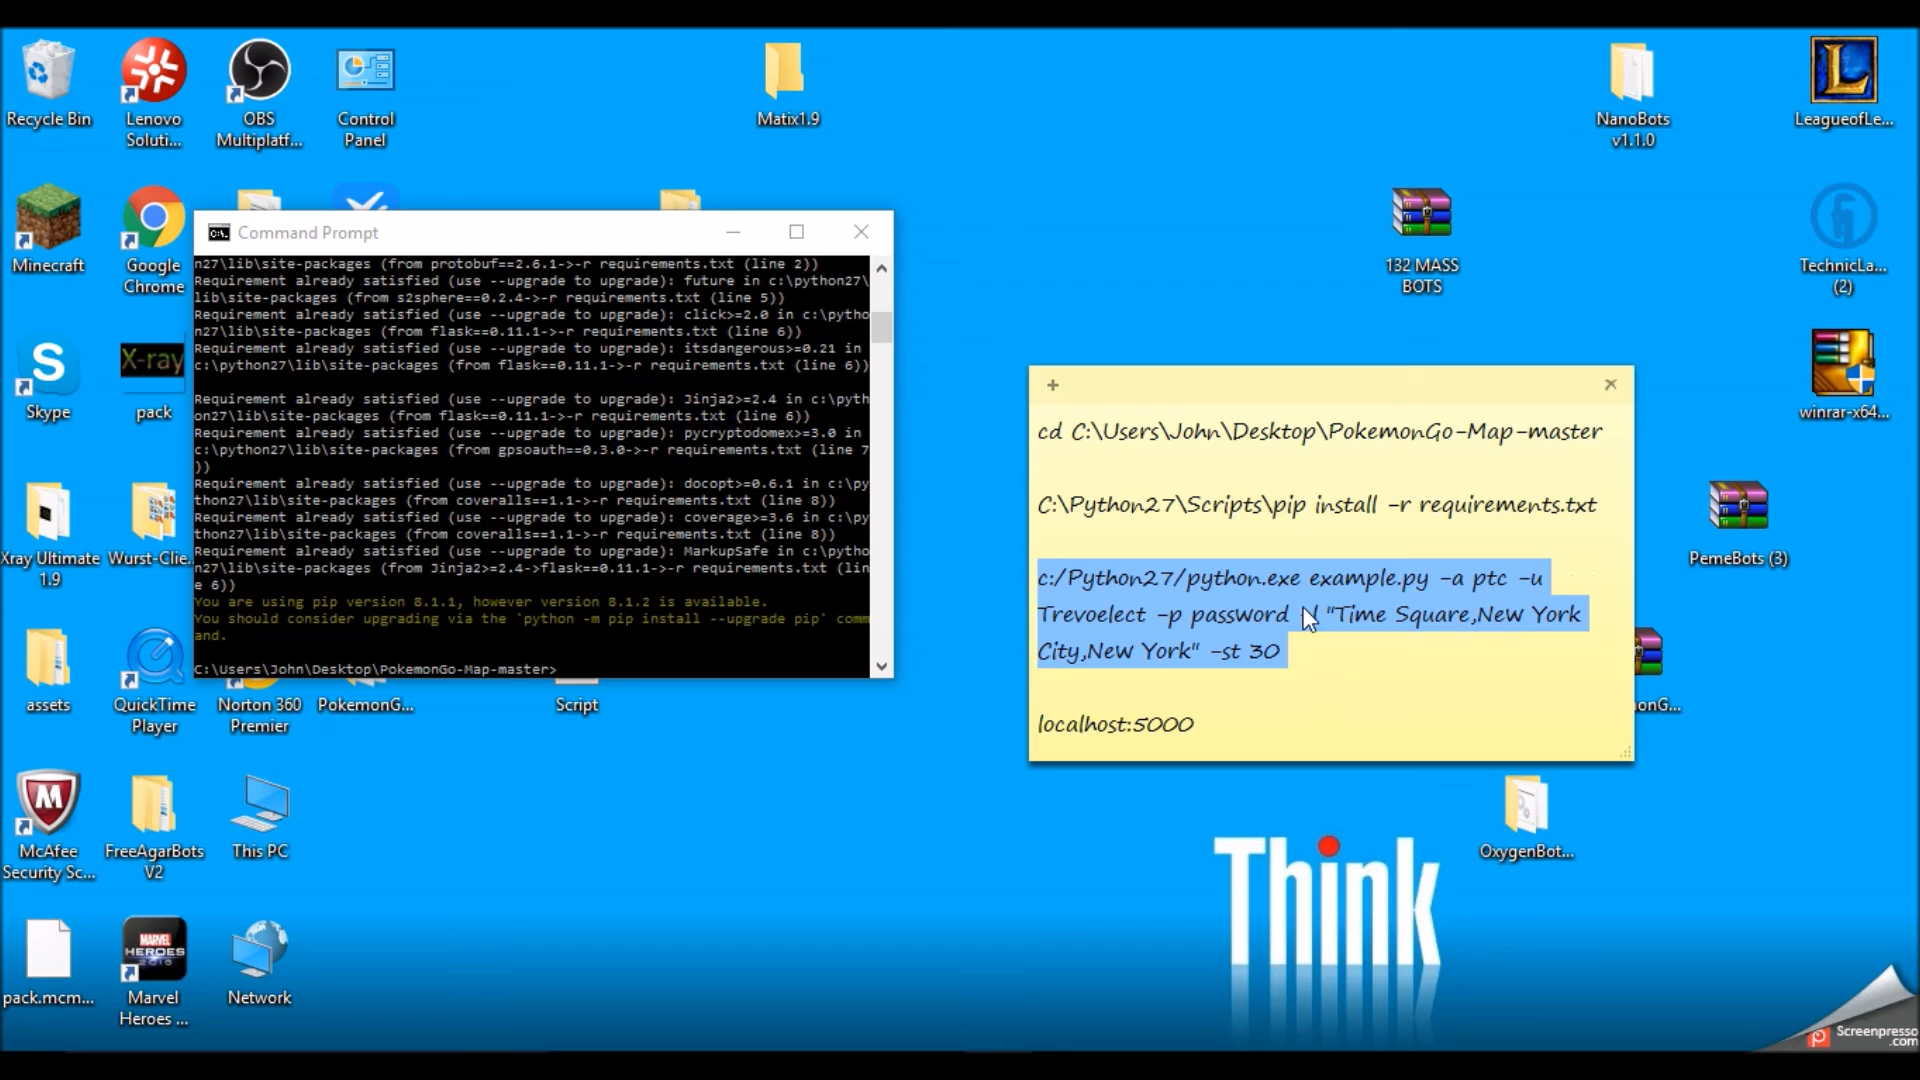 Recycle Bin
Lenovo
Soluti...
OBS
Multiplatf...
Control
Panel
Matix1.9
NanoBots
v1.1.0
LeagueofLe...
Minecraft
Google
Chrome
132 MASS
BOTS
TechnicLa...
(2)
Skype
X-ray
pack
winrar-x64...
Xray Ultimate
1.9
Wurst-Clie...
PemeBots (3)
assets
QuickTime
Player
Norton 360
Premier
PokemonG...
Script
onG...
McAfee
Security Sc...
FreeAgarBots
V2
This PC
OxygenBot...
pack.mcm...
MARVEL
HEROES
2016
Marvel
Heroes ...
Network
Command Prompt
n27\lib\site-packages (from protobuf==2.6.1->-r requirements.txt (line 2))
Requirement already satisfied (use --upgrade to upgrade): future in c:\python27\
lib\site-packages (from s2sphere==0.2.4->-r requirements.txt (line 5))
Requirement already satisfied (use --upgrade to upgrade): click>=2.0 in c:\pytho
n27\lib\site-packages (from flask==0.11.1->-r requirements.txt (line 6))
Requirement already satisfied (use --upgrade to upgrade): itsdangerous>=0.21 in
c:\python27\lib\site-packages (from flask==0.11.1->-r requirements.txt (line 6))
Requirement already satisfied (use --upgrade to upgrade): Jinja2>=2.4 in c:\pyth
on27\lib\site-packages (from flask==0.11.1->-r requirements.txt (line 6))
Requirement already satisfied (use --upgrade to upgrade): pycryptodomex>=3.0 in
c:\python27\lib\site-packages (from gpsoauth==0.3.0->-r requirements.txt (line 7
))
Requirement already satisfied (use --upgrade to upgrade): docopt>=0.6.1 in c:\py
thon27\lib\site-packages (from coveralls==1.1->-r requirements.txt (line 8))
Requirement already satisfied (use --upgrade to upgrade): coverage>=3.6 in c:\py
thon27\lib\site-packages (from coveralls==1.1->-r requirements.txt (line 8))
Requirement already satisfied (use --upgrade to upgrade): MarkupSafe in c:\pytho
n27\lib\site-packages (from Jinja2>=2.4->flask==0.11.1->-r requirements.txt (lin
e 6))
You are using pip version 8.1.1, however version 8.1.2 is available.
You should consider upgrading via the `python -m pip install --upgrade pip` comm
and.
C:\Users\John\Desktop\PokemonGo-Map-master>
cd C:\Users\John\Desktop\PokemonGo-Map-master
C:\Python27\Scripts\pip install -r requirements.txt
c:/Python27/python.exe example.py -a ptc -u
Trevoelect -p password "Time Square,New York
City,New York" -st 30
localhost:5000
Think
Screenpresso
.com